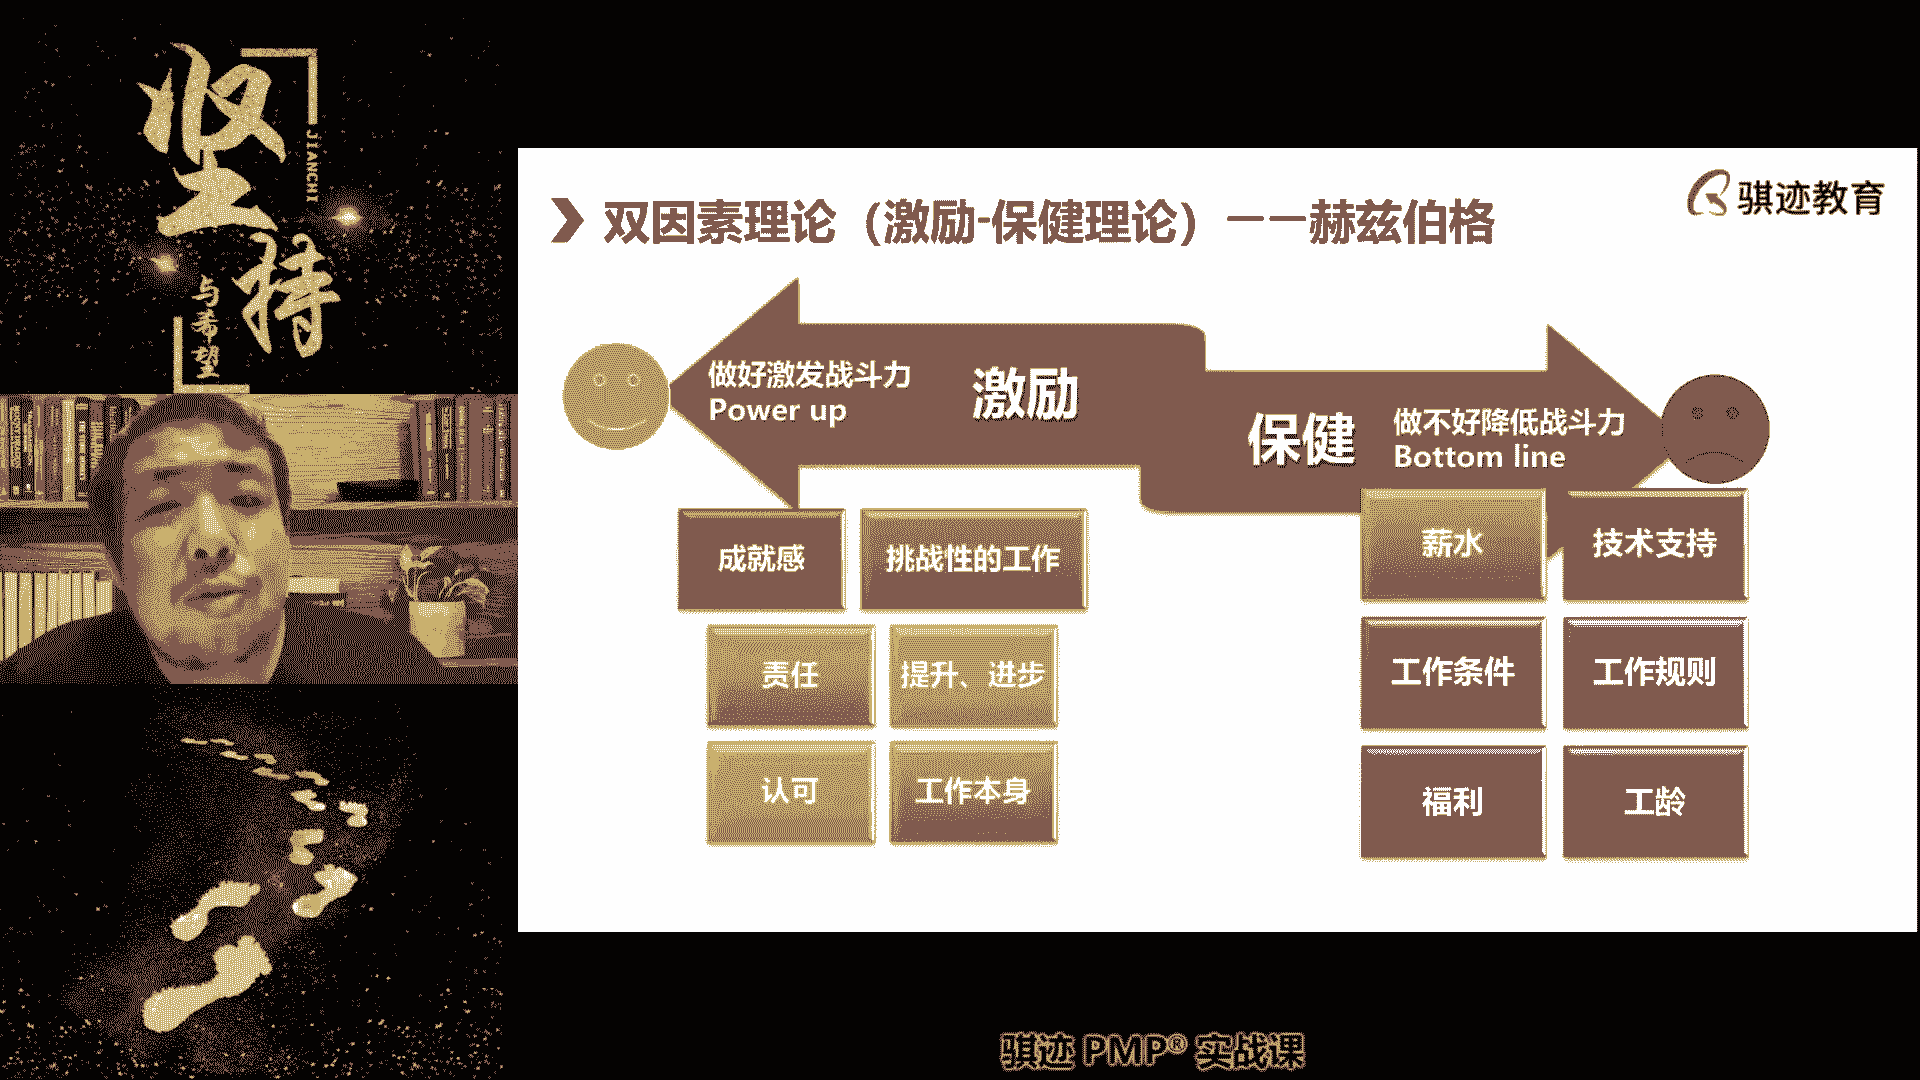 坚持
JIANCHI
与希望
骐迹教育
双因素理论（激励-保健理论）——赫兹伯格
做好激发战斗力
Power up
激励
保健
做不好降低战斗力
Bottom line
成就感
挑战性的工作
责任
提升、进步
认可
工作本身
薪水
技术支持
工作条件
工作规则
福利
工龄
骐迹 PMP® 实战课